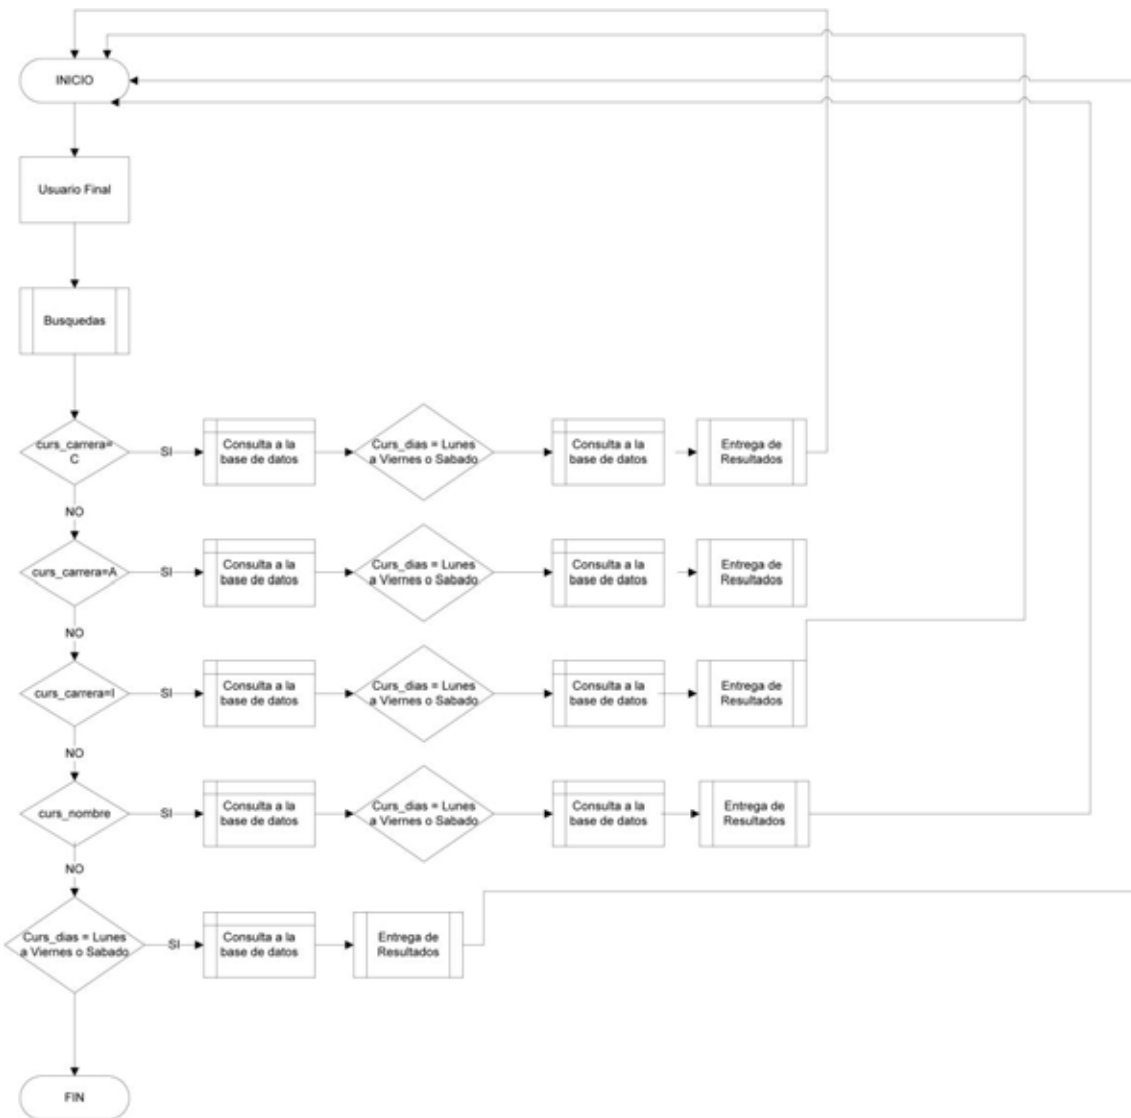 INICIO
Usuario Final
Busquedas
curs_carrera=
C
SI
Consulta a la
base de datos
Curs_dias = Lunes
a Viernes o Sabado
Consulta a la
base de datos
Entrega de
Resultados
NO
curs_carrera=A
SI
Consulta a la
base de datos
Curs_dias = Lunes
a Viernes o Sabado
Consulta a la
base de datos
Entrega de
Resultados
NO
curs_carrera=I
SI
Consulta a la
base de datos
Curs_dias = Lunes
a Viernes o Sabado
Consulta a la
base de datos
Entrega de
Resultados
NO
curs_nombre
SI
Consulta a la
base de datos
Curs_dias = Lunes
a Viernes o Sabado
Consulta a la
base de datos
Entrega de
Resultados
NO
Curs_dias = Lunes
a Viernes o Sabado
SI
Consulta a la
base de datos
Entrega de
Resultados
FIN